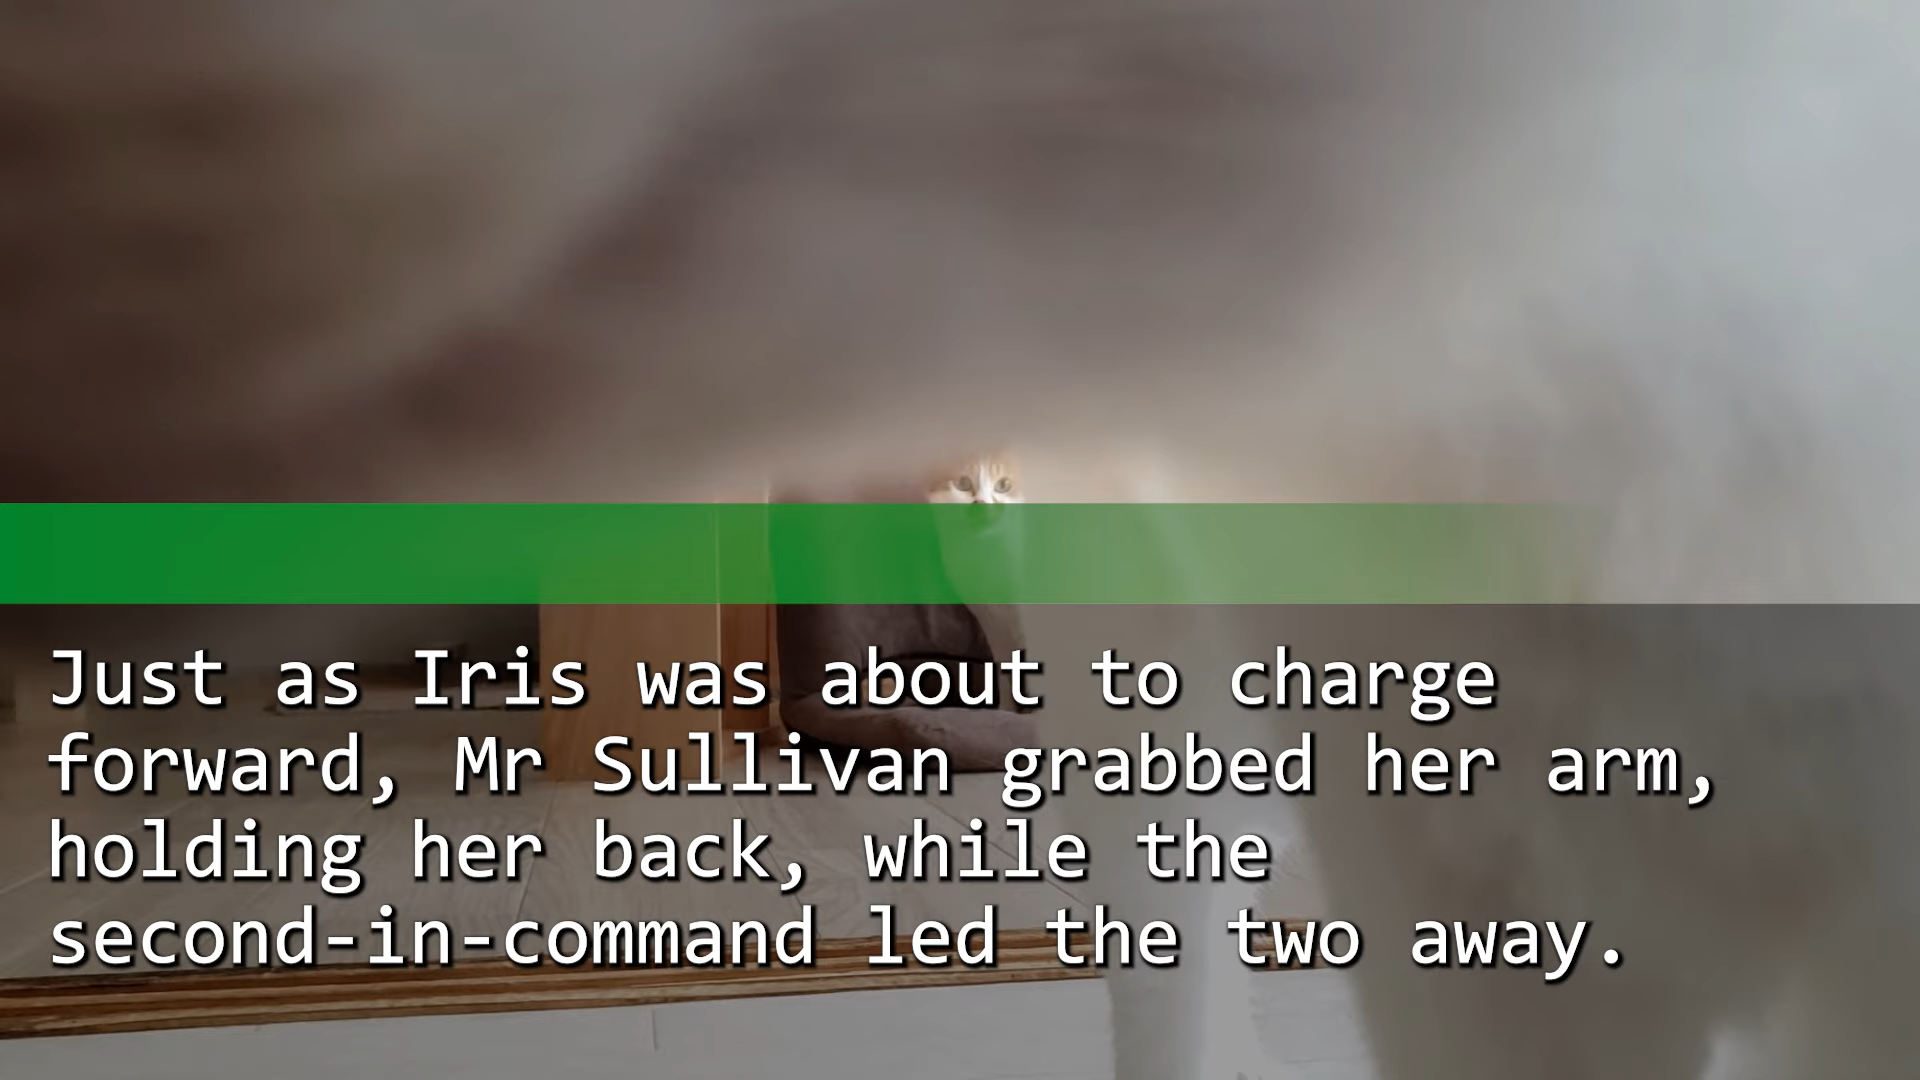 Just as Iris was about to charge
forward, Mr Sullivan grabbed her arm,
holding her back, while the
second-in-command led the two away.